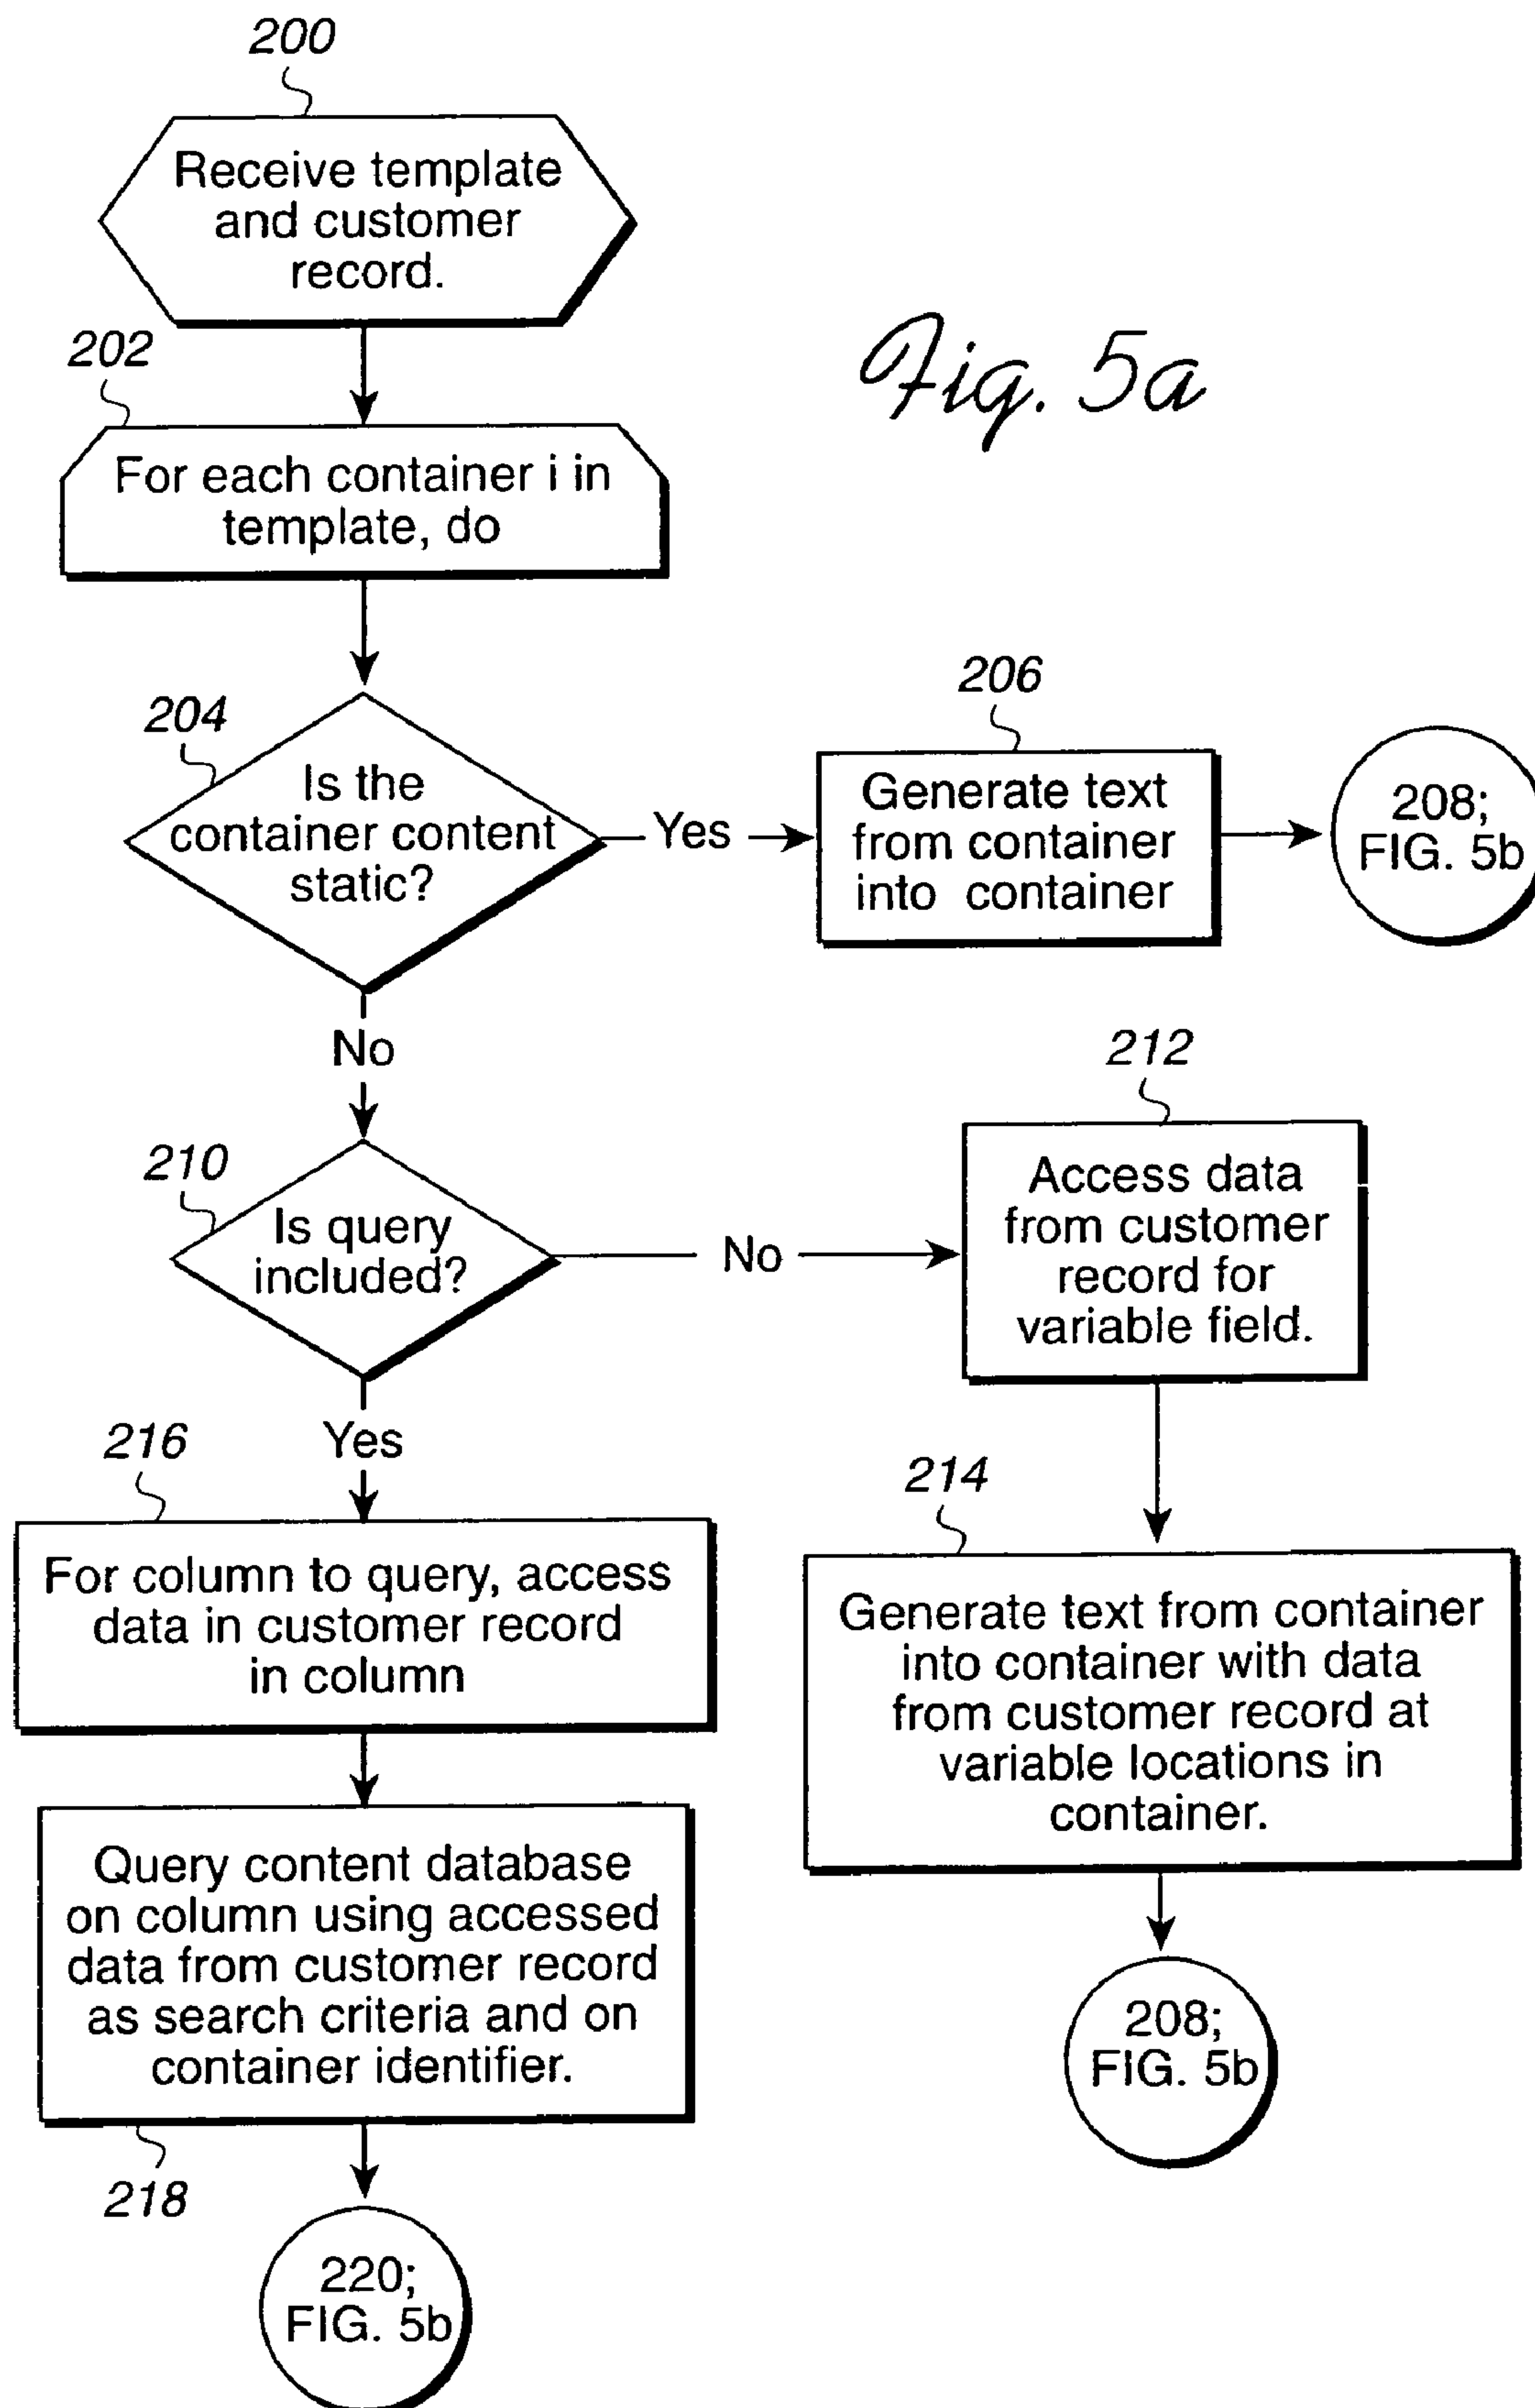 200
Receive template
and customer
record.
Fig. 5a
202
For each container i in
template, do
204
Is the
container content
static?
Yes
206
Generate text
from container
into container
208;
FIG. 5b
No
210
Is query
included?
No
212
Access data
from customer
record for
variable field.
214
Generate text from container
into container with data
from customer record at
variable locations in
container.
208;
FIG. 5b
Yes
216
For column to query, access
data in customer record
in column
Query content database
on column using accessed
data from customer record
as search criteria and on
container identifier.
218
220;
FIG. 5b